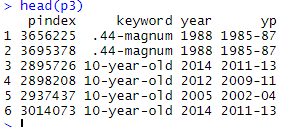 > head(p3)
pindex keyword year yp
1 3656225 .44-magnum 1988 1985-87
2 3695378 .44-magnum 1988 1985-87
3 2895726 10-year-old 2014 2011-13
4 2898208 10-year-old 2012 2009-11
5 2937437 10-year-old 2005 2002-04
6 3014073 10-year-old 2014 2011-13
>